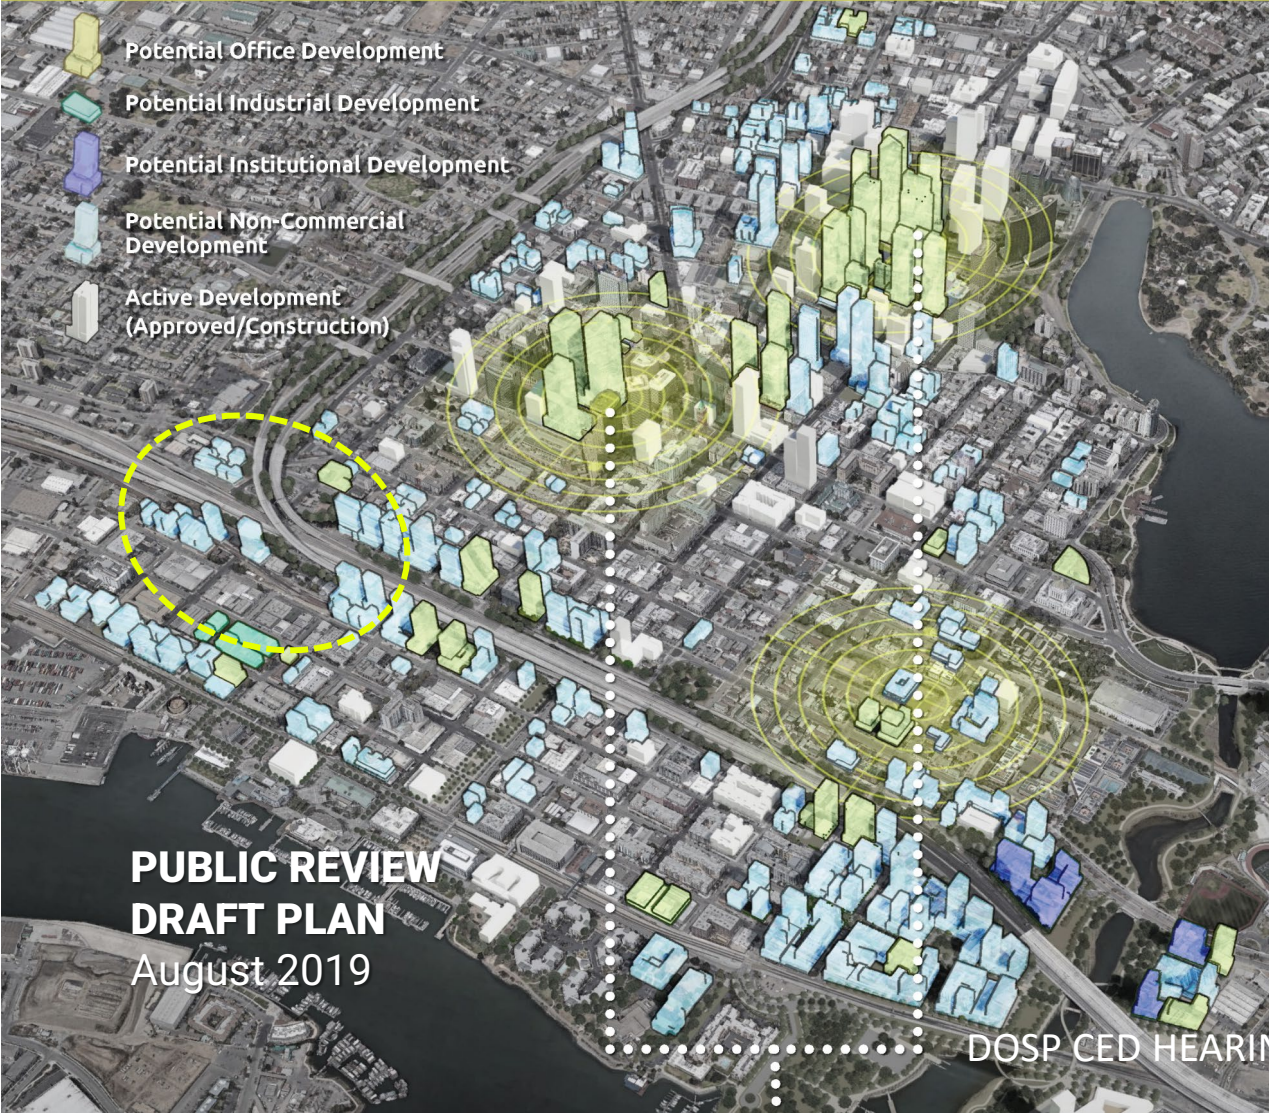 Potential Office Development
Potential Industrial Development
Potential Institutional Development
Potential Non-Commercial
Development
Active Development
(Approved/Construction)
PUBLIC REVIEW
DRAFT PLAN
August 2019
DOSP CED HEARIN